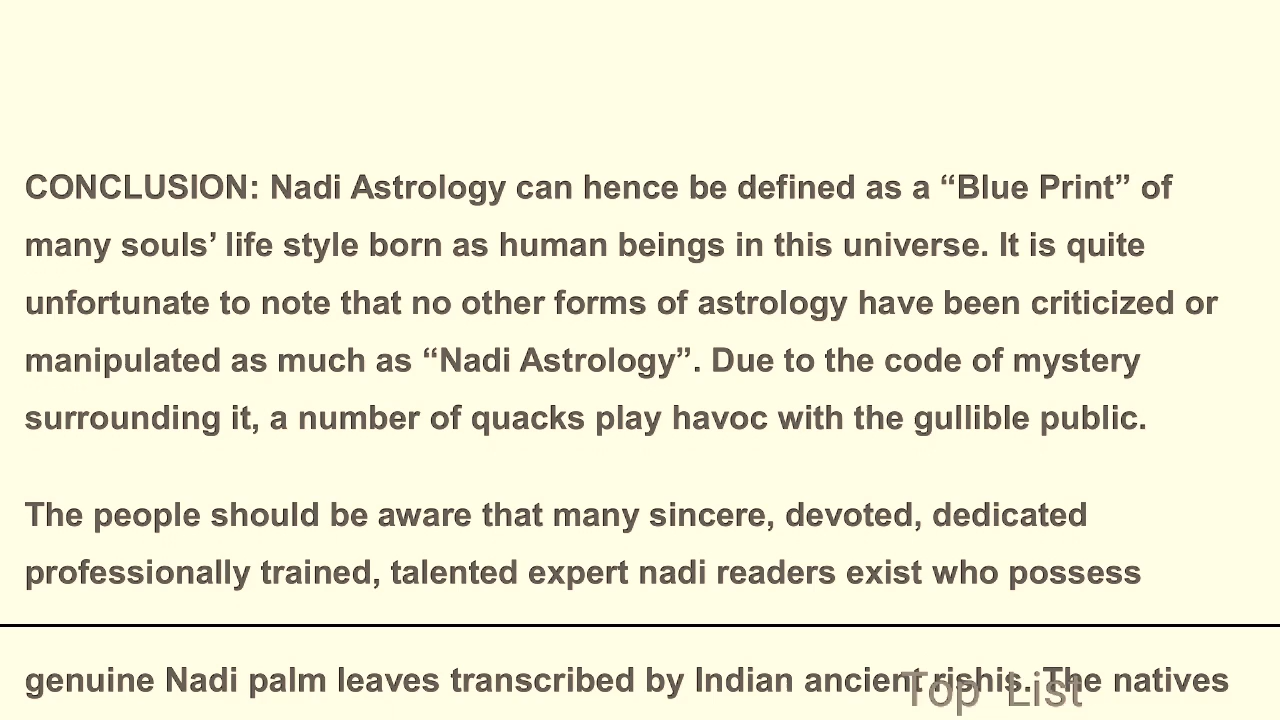 CONCLUSION: Nadi Astrology can hence be defined as a “Blue Print” of
many souls’ life style born as human beings in this universe. It is quite
unfortunate to note that no other forms of astrology have been criticized or
manipulated as much as “Nadi Astrology”. Due to the code of mystery
surrounding it, a number of quacks play havoc with the gullible public.
The people should be aware that many sincere, devoted, dedicated
professionally trained, talented expert nadi readers exist who possess
genuine Nadi palm leaves transcribed by Indian ancient rishis. The natives
Top List